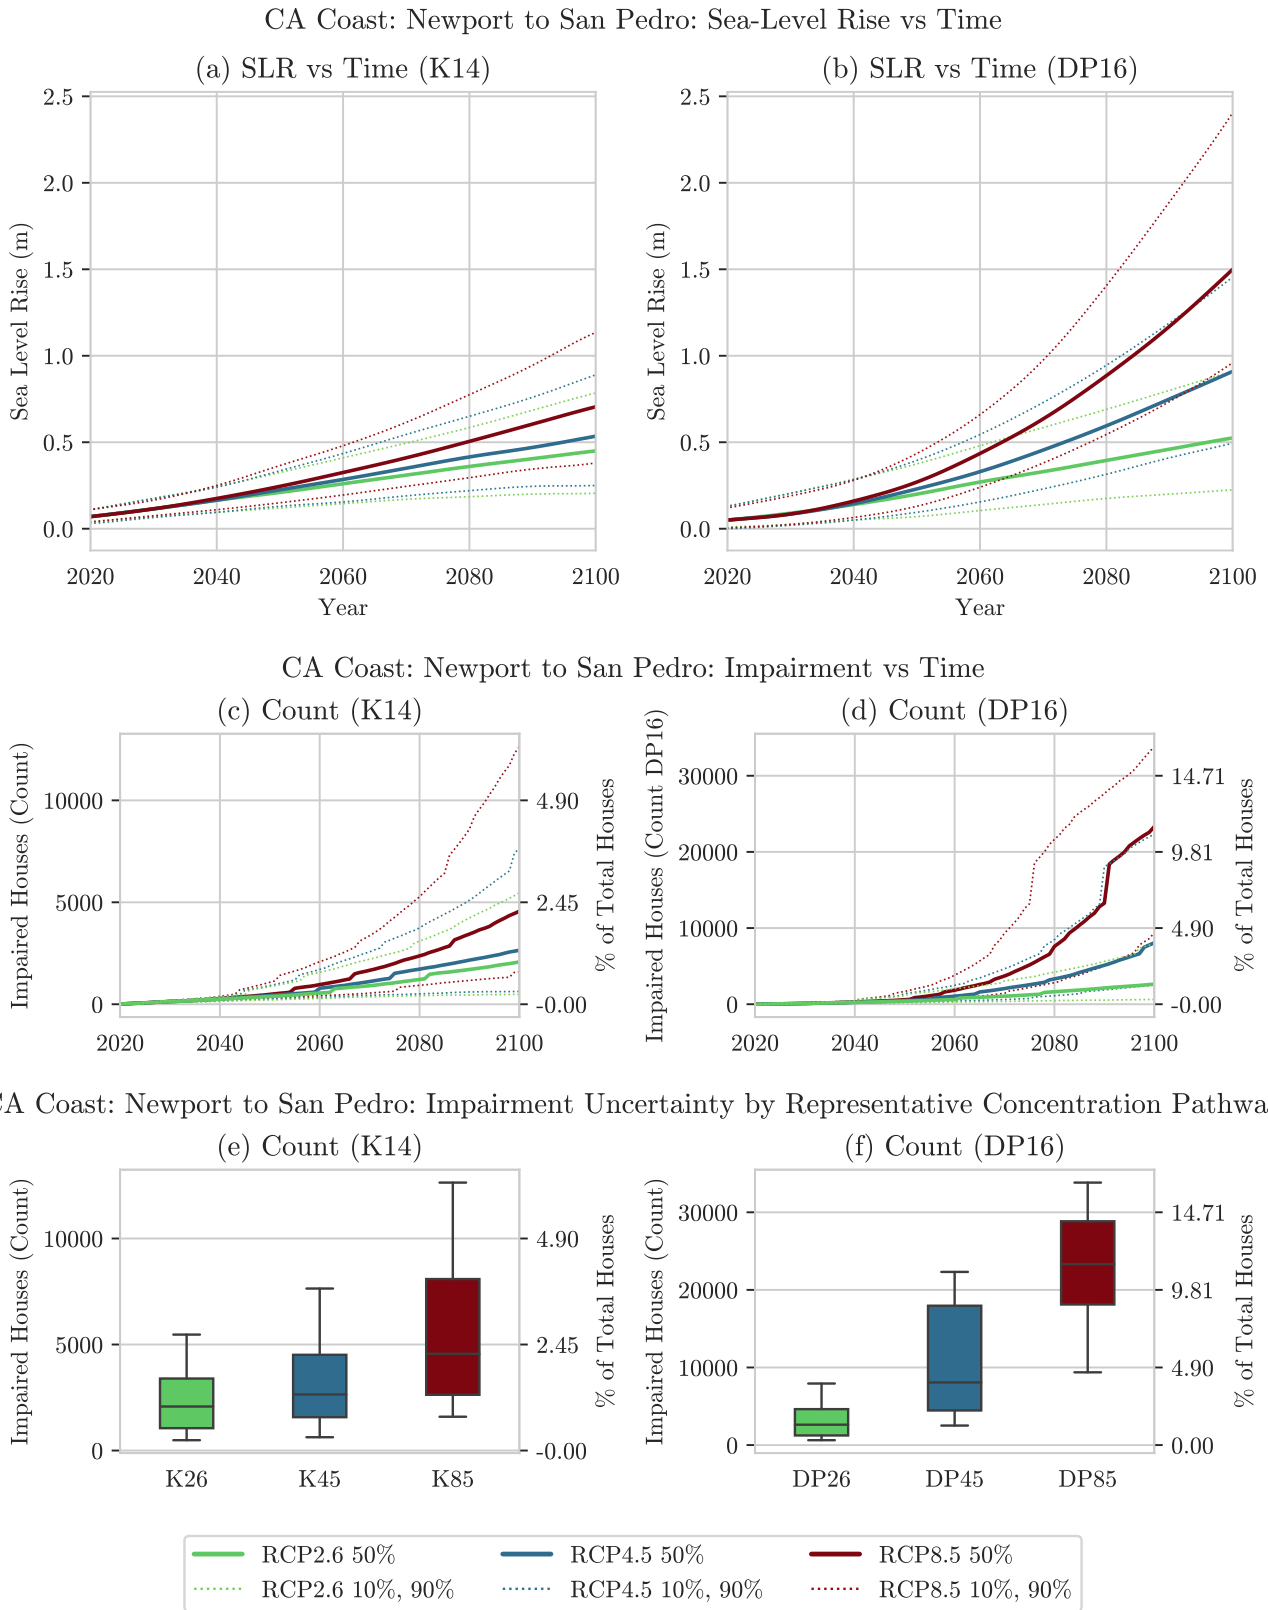 CA Coast: Newport to San Pedro: Sea-Level Rise vs Time
(a) SLR vs Time (K14)
(b) SLR vs Time (DP16)
Sea Level Rise (m)
2.5
2.0
1.5
1.0
0.5
0.0
2020 2040 2060 2080 2100
Year
Sea Level Rise (m)
2.5
2.0
1.5
1.0
0.5
0.0
2020 2040 2060 2080 2100
Year
CA Coast: Newport to San Pedro: Impairment vs Time
(c) Count (K14)
(d) Count (DP16)
Impaired Houses (Count)
10000
5000
0
4.90
2.45
-0.00
% of Total Houses
2020 2040 2060 2080 2100
Impaired Houses (Count DP16)
30000
20000
10000
0
14.71
9.81
4.90
-0.00
% of Total Houses
2020 2040 2060 2080 2100
CA Coast: Newport to San Pedro: Impairment Uncertainty by Representative Concentration Pathwa
(e) Count (K14)
(f) Count (DP16)
Impaired Houses (Count)
10000
5000
0
4.90
2.45
-0.00
% of Total Houses
K26 K45 K85
Impaired Houses (Count)
30000
20000
10000
0
14.71
9.81
4.90
0.00
% of Total Houses
DP26 DP45 DP85
RCP2.6 50% RCP4.5 50% RCP8.5 50%
RCP2.6 10%, 90% RCP4.5 10%, 90% RCP8.5 10%, 90%